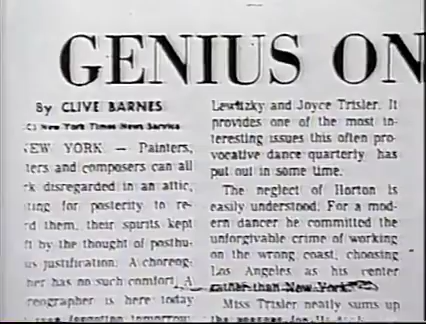 GENIUS ON
By CLIVE BARNES
(C) New York Times News Service
NEW YORK — Painters,
ters and composers can all
rk disregarded in an attic,
ting for posterity to re-
rd them, their spirits kept
ft by the thought of posthu-
us justification. A choreog-
her has no such comfort. A
reographer is here today
Lewitzky and Joyce Trisler. It
provides one of the most in-
teresting issues this often pro-
vocative dance quarterly has
put out in some time.
The neglect of Horton is
easily understood. For a mod-
ern dancer he committed the
unforgivable crime of working
on the wrong coast, choosing
Los Angeles as his center
rather than New York
Miss Trisler neatly sums up